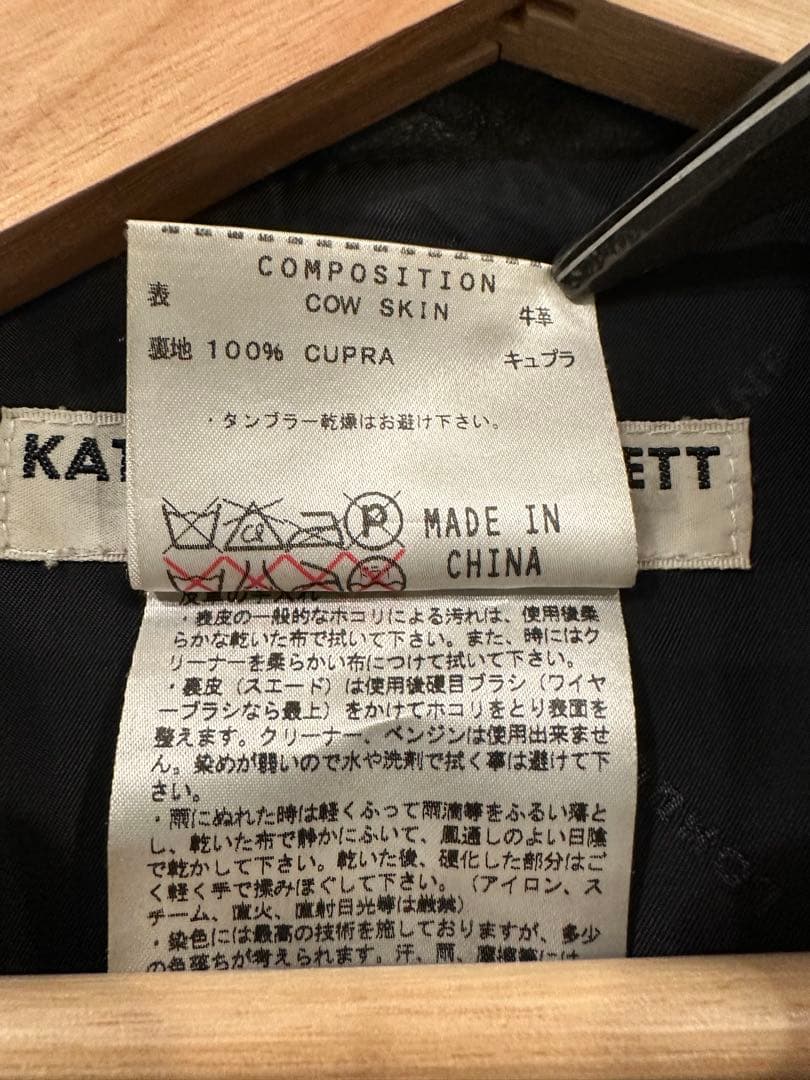 COMPOSITION
表 COW SKIN 牛革
裏地 100% CUPRA キュプラ
・タンブラー乾燥はお避け下さい。
KAT ETT
MADE IN
CHINA
・表皮の一般的なホコリによる汚れは、使用後柔
らかな乾いた布で拭いて下さい。また、時にはク
リーナーを柔らかい布につけて拭いて下さい。
・裏皮(スエード)は使用後硬目ブラシ(ワイヤ
ーブラシなら最上)をかけてホコリをとり表面を
整えます。クリーナー、ベンジンは使用出来ませ
ん。染めが弱いので水や洗剤で拭く事は避けて下
さい。
・雨にぬれた時は軽くふって雨滴等をふるい落と
し、乾いた布で静かにふいて、風通しのよい日陰
で乾かして下さい。乾いた後、硬化した部分はご
く軽く手で揉みほぐして下さい。(アイロン、ス
チーム、直火、直射日光等は厳禁)
・染色には最高の技術を施しておりますが、多少
の色落ちが考えられます。汗、雨、摩擦等には